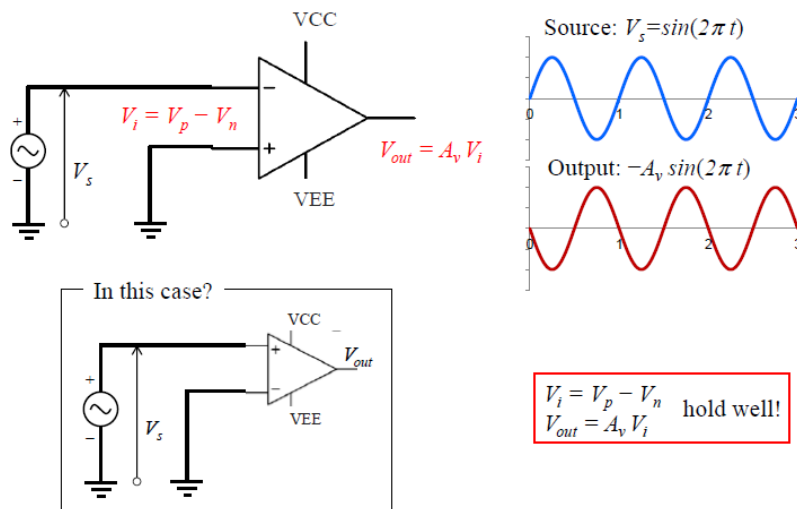 VCC
−
V_i = V_p − V_n
+
V_s
−
+
V_out = A_v V_i
VEE
Source: V_s=sin(2π t)
0 1 2 3
Output: −A_v sin(2π t)
0 1 2 3
In this case?
VCC −
+
V_out
+
−
V_s
−
VEE
V_i = V_p − V_n
V_out = A_v V_i
hold well!